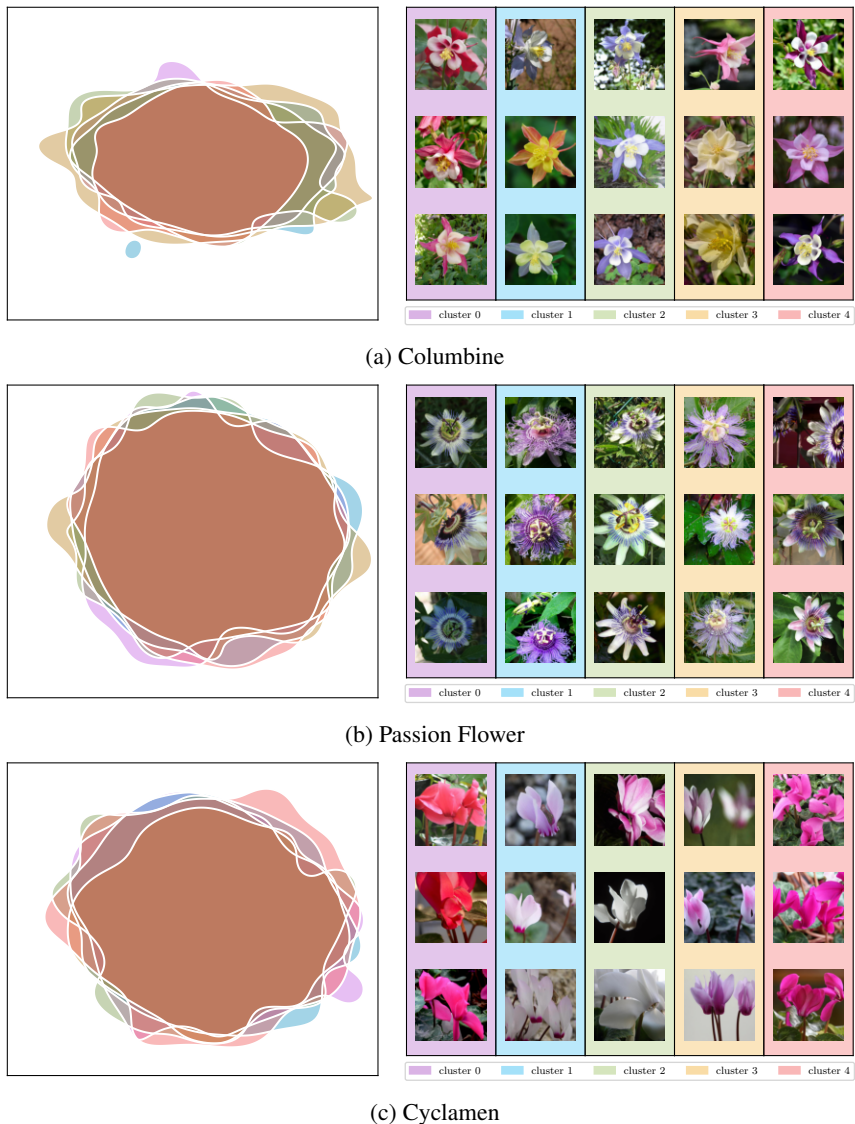 cluster 0 cluster 1 cluster 2 cluster 3 cluster 4
(a) Columbine
cluster 0 cluster 1 cluster 2 cluster 3 cluster 4
(b) Passion Flower
cluster 0 cluster 1 cluster 2 cluster 3 cluster 4
(c) Cyclamen